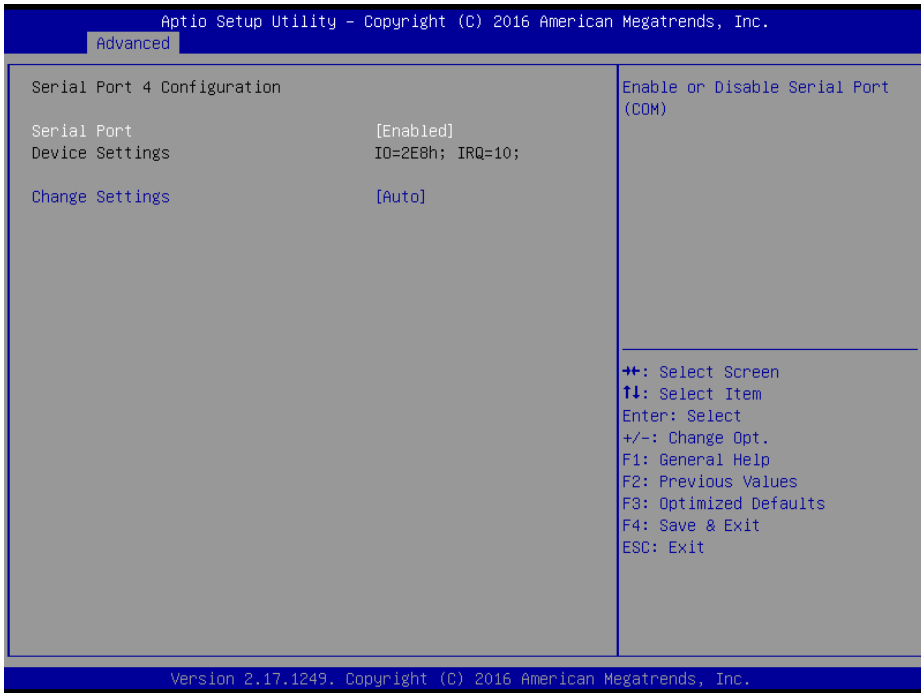 Aptio Setup Utility – Copyright (C) 2016 American Megatrends, Inc.
Advanced
Serial Port 4 Configuration
Serial Port [Enabled]
Device Settings IO=2E8h; IRQ=10;
Change Settings [Auto]
Enable or Disable Serial Port
(COM)
→←: Select Screen
↑↓: Select Item
Enter: Select
+/-: Change Opt.
F1: General Help
F2: Previous Values
F3: Optimized Defaults
F4: Save & Exit
ESC: Exit
Version 2.17.1249. Copyright (C) 2016 American Megatrends, Inc.